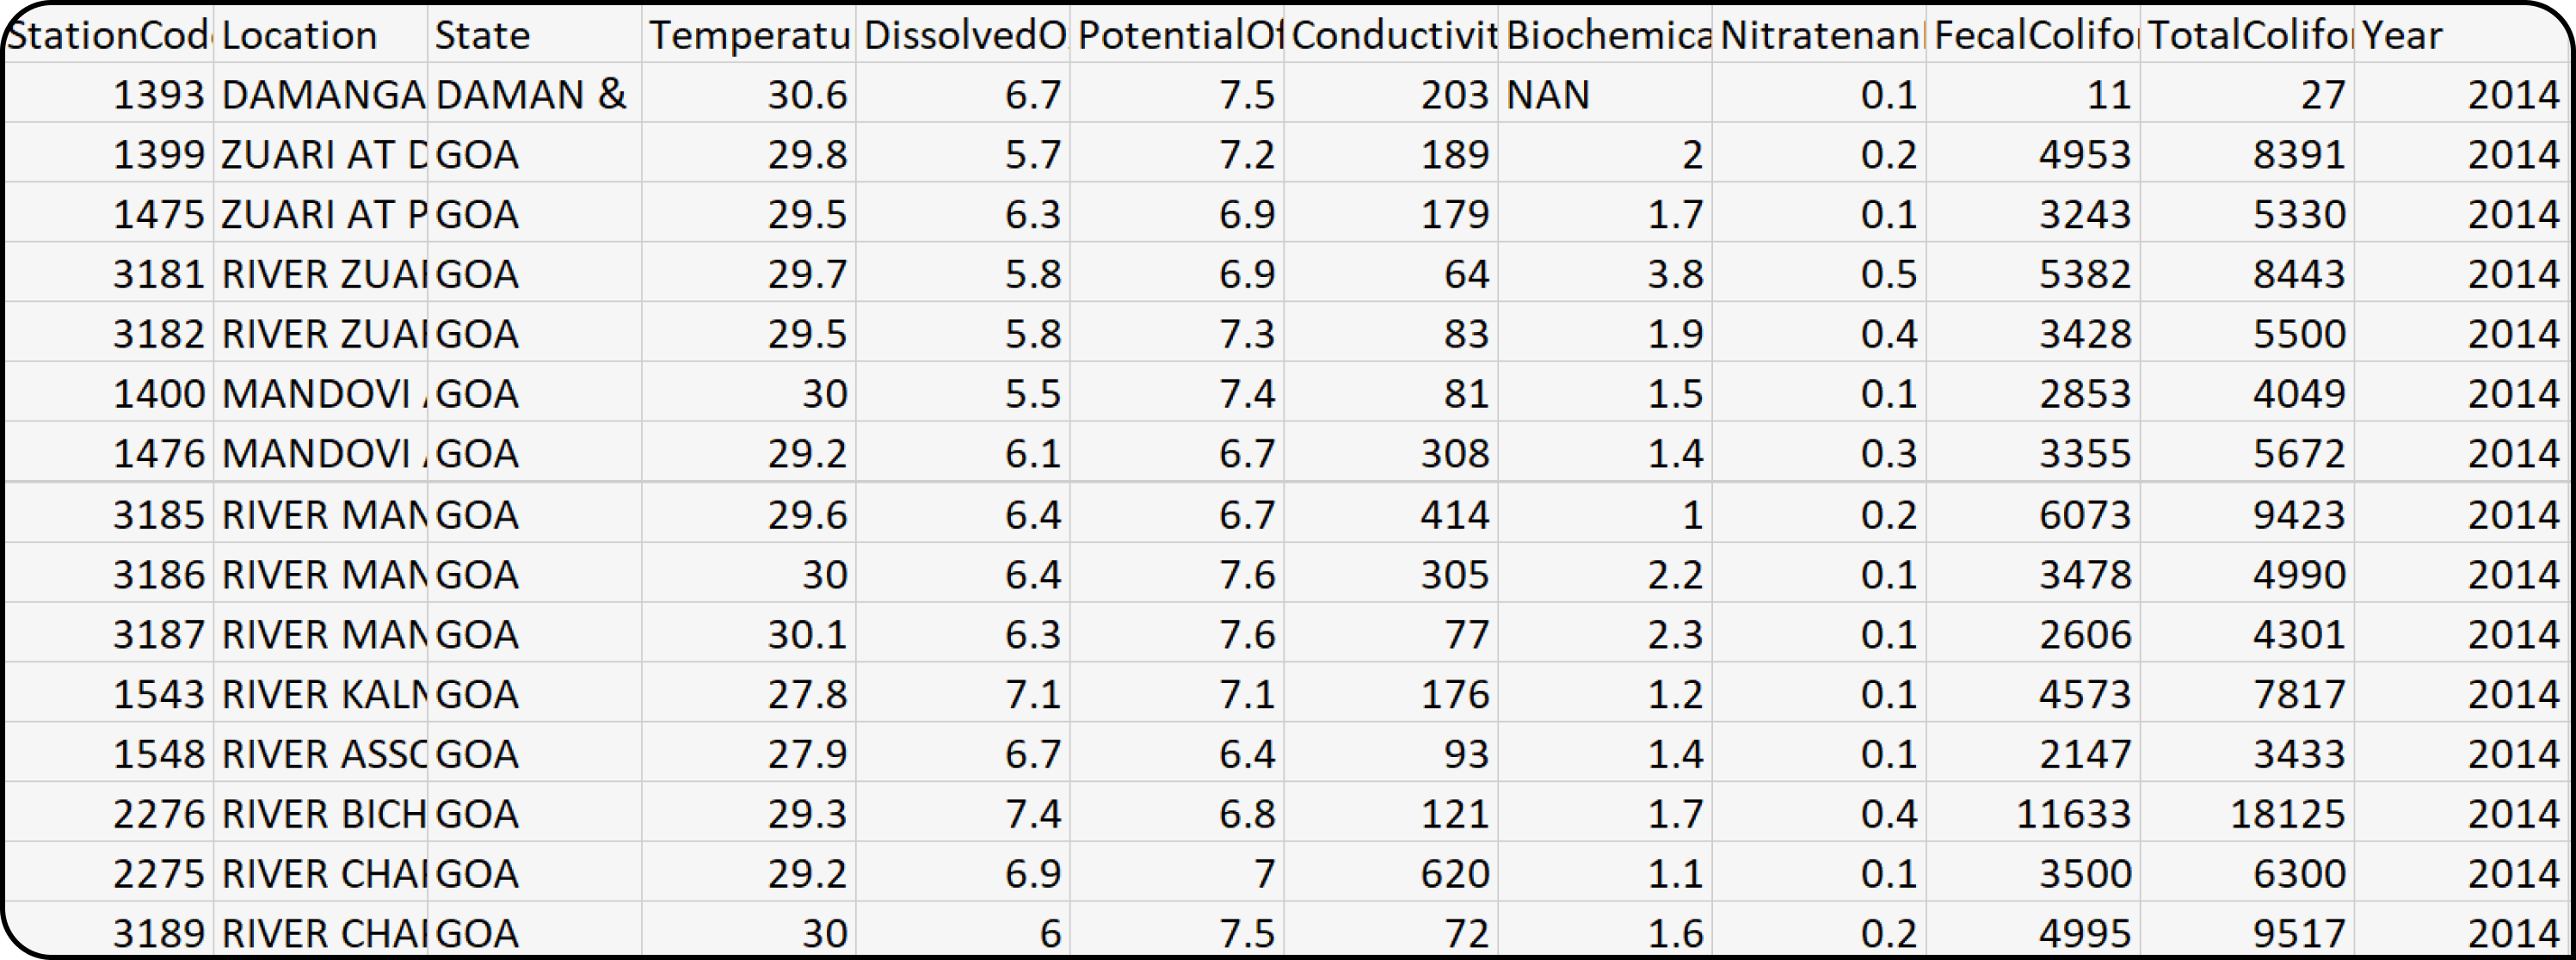 StationCod Location State Temperatu DissolvedO PotentialOf Conductivit Biochemica Nitratenan FecalColifor TotalColifor Year
1393 DAMANGA DAMAN & 30.6 6.7 7.5 203 NAN 0.1 11 27 2014
1399 ZUARI AT D GOA 29.8 5.7 7.2 189 2 0.2 4953 8391 2014
1475 ZUARI AT P GOA 29.5 6.3 6.9 179 1.7 0.1 3243 5330 2014
3181 RIVER ZUAR GOA 29.7 5.8 6.9 64 3.8 0.5 5382 8443 2014
3182 RIVER ZUAR GOA 29.5 5.8 7.3 83 1.9 0.4 3428 5500 2014
1400 MANDOVI A GOA 30 5.5 7.4 81 1.5 0.1 2853 4049 2014
1476 MANDOVI A GOA 29.2 6.1 6.7 308 1.4 0.3 3355 5672 2014
3185 RIVER MAN GOA 29.6 6.4 6.7 414 1 0.2 6073 9423 2014
3186 RIVER MAN GOA 30 6.4 7.6 305 2.2 0.1 3478 4990 2014
3187 RIVER MAN GOA 30.1 6.3 7.6 77 2.3 0.1 2606 4301 2014
1543 RIVER KALN GOA 27.8 7.1 7.1 176 1.2 0.1 4573 7817 2014
1548 RIVER ASSO GOA 27.9 6.7 6.4 93 1.4 0.1 2147 3433 2014
2276 RIVER BICH GOA 29.3 7.4 6.8 121 1.7 0.4 11633 18125 2014
2275 RIVER CHAP GOA 29.2 6.9 7 620 1.1 0.1 3500 6300 2014
3189 RIVER CHAP GOA 30 6 7.5 72 1.6 0.2 4995 9517 2014